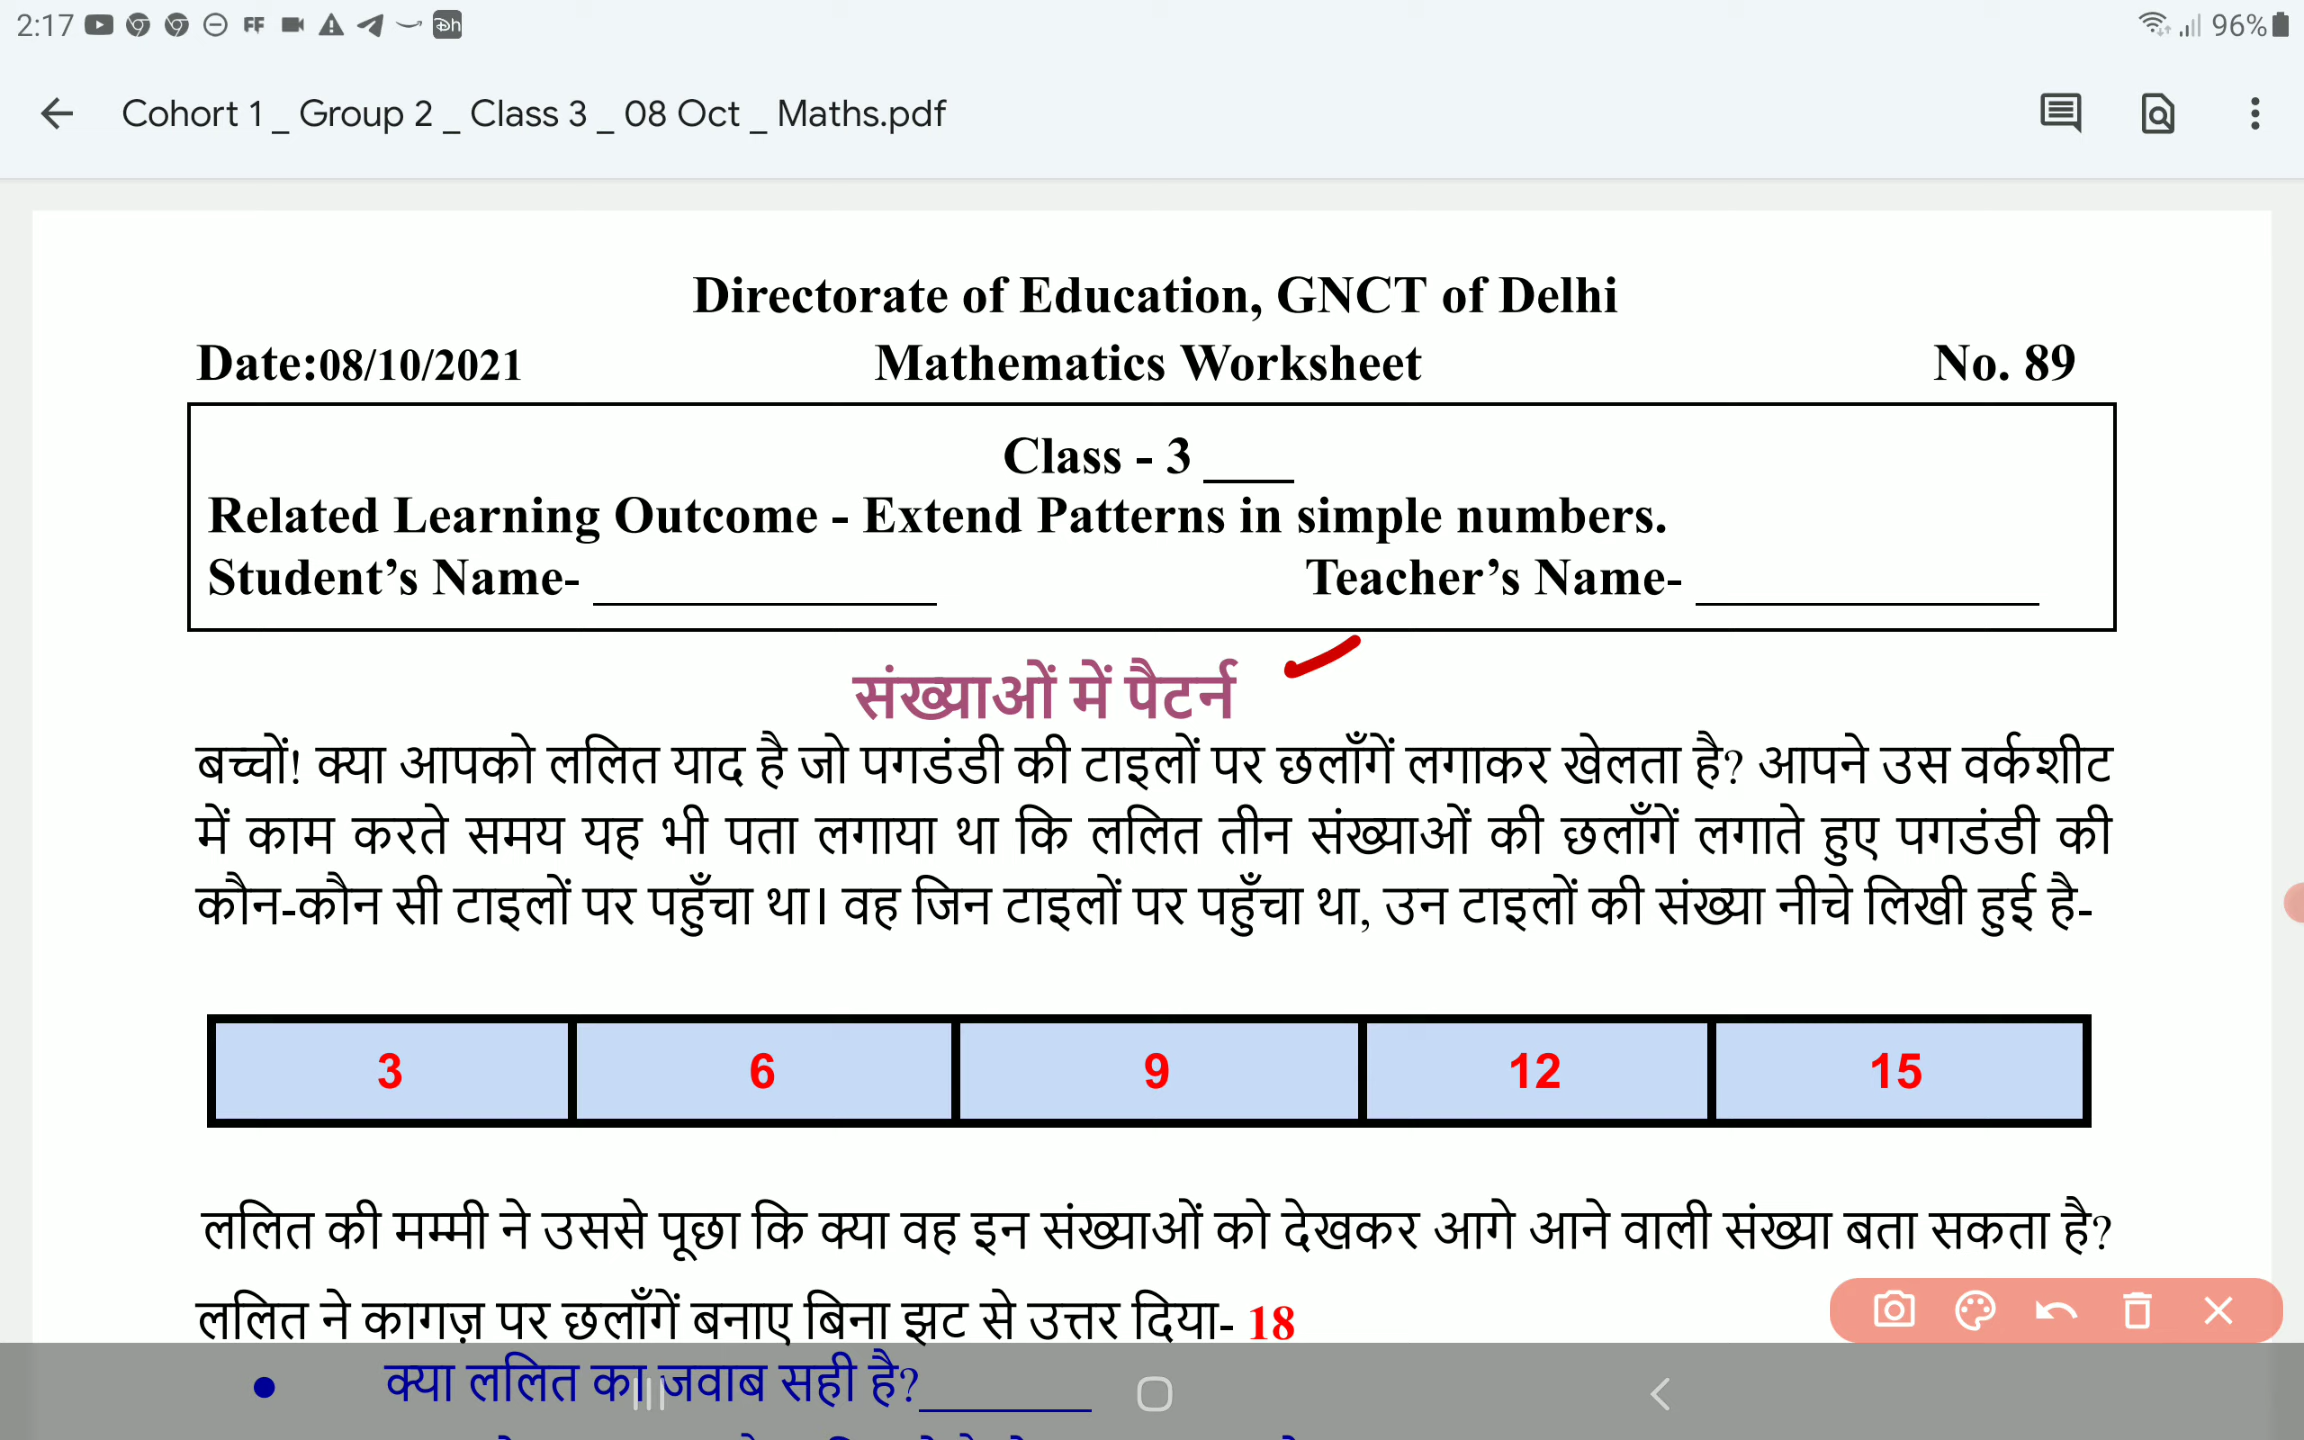 2:17 FF Dh 96%
Cohort 1 _ Group 2 _ Class 3 _ 08 Oct _ Maths.pdf
Directorate of Education, GNCT of Delhi
Date:08/10/2021 Mathematics Worksheet No. 89
Class - 3 ____
Related Learning Outcome - Extend Patterns in simple numbers.
Student’s Name- ______________ Teacher’s Name- ______________
संख्याओं में पैटर्न
बच्चों! क्या आपको ललित याद है जो पगडंडी की टाइलों पर छलाँगें लगाकर खेलता है? आपने उस वर्कशीट
में काम करते समय यह भी पता लगाया था कि ललित तीन संख्याओं की छलाँगें लगाते हुए पगडंडी की
कौन-कौन सी टाइलों पर पहुँचा था। वह जिन टाइलों पर पहुँचा था, उन टाइलों की संख्या नीचे लिखी हुई है-
3 6 9 12 15
ललित की मम्मी ने उससे पूछा कि क्या वह इन संख्याओं को देखकर आगे आने वाली संख्या बता सकता है?
ललित ने कागज़ पर छलाँगें बनाए बिना झट से उत्तर दिया- 18
• क्या ललित का जवाब सही है?_______